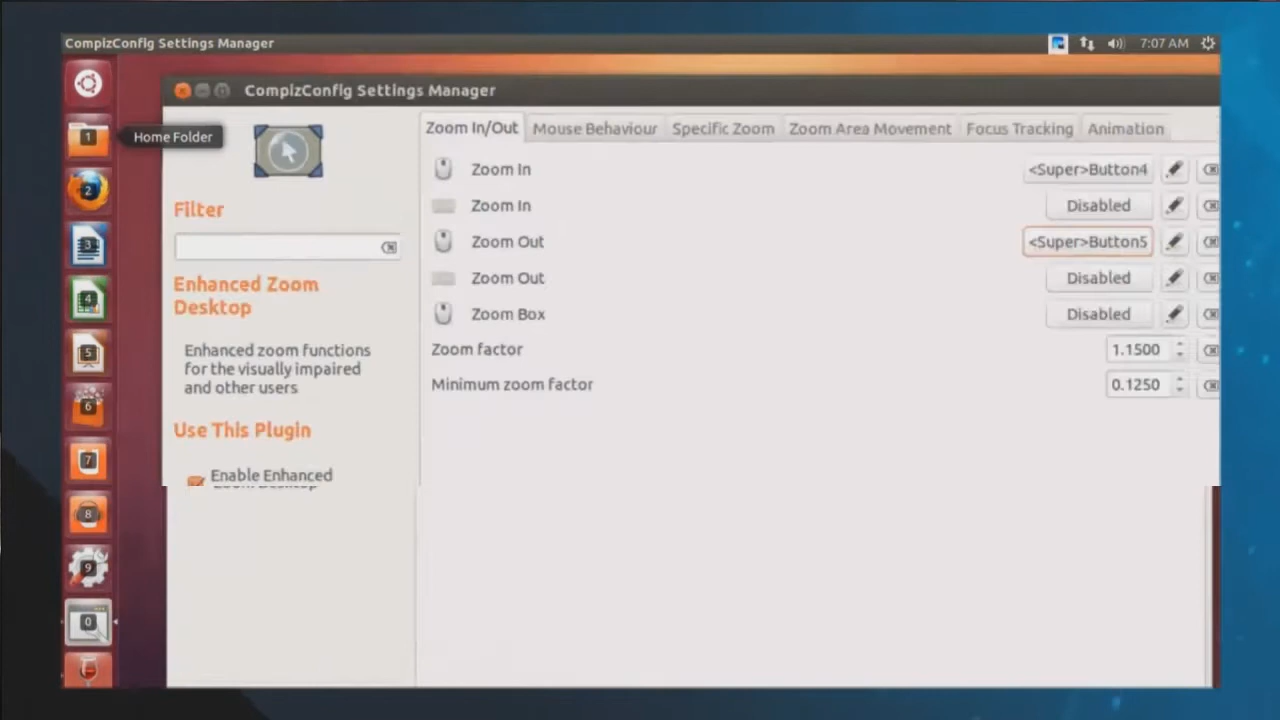 CompizConfig Settings Manager
7:07 AM
CompizConfig Settings Manager
1
Home Folder
2
3
4
5
6
7
8
9
0
Filter
Enhanced Zoom
Desktop
Enhanced zoom functions
for the visually impaired
and other users
Use This Plugin
Enable Enhanced
Zoom Desktop
Zoom In/Out
Mouse Behaviour
Specific Zoom
Zoom Area Movement
Focus Tracking
Animation
Zoom In <Super>Button4
Zoom In Disabled
Zoom Out <Super>Button5
Zoom Out Disabled
Zoom Box Disabled
Zoom factor 1.1500
Minimum zoom factor 0.1250